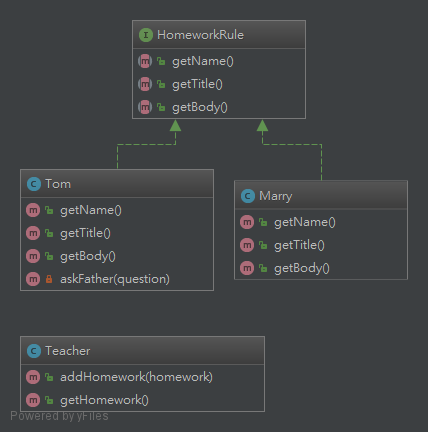 HomeworkRule
getName()
getTitle()
getBody()
Tom
getName()
getTitle()
getBody()
askFather(question)
Marry
getName()
getTitle()
getBody()
Teacher
addHomework(homework)
getHomework()
Powered by yFiles